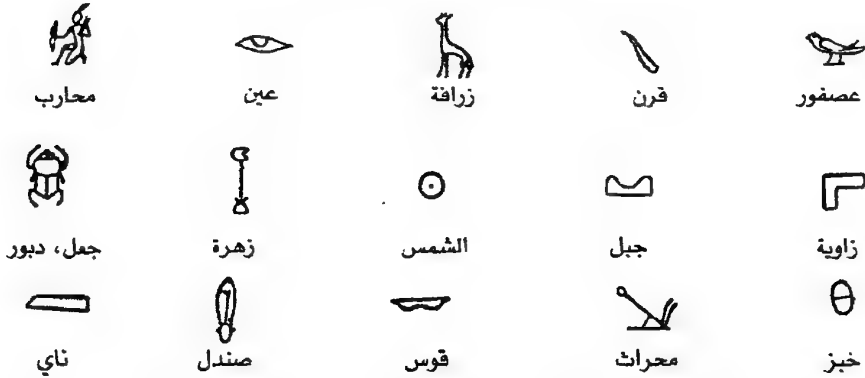 عصفور قرن زرافة عين محارب
زاوية جبل الشمس زهرة جعل، دبور
خبز محراث قوس صندل ناي